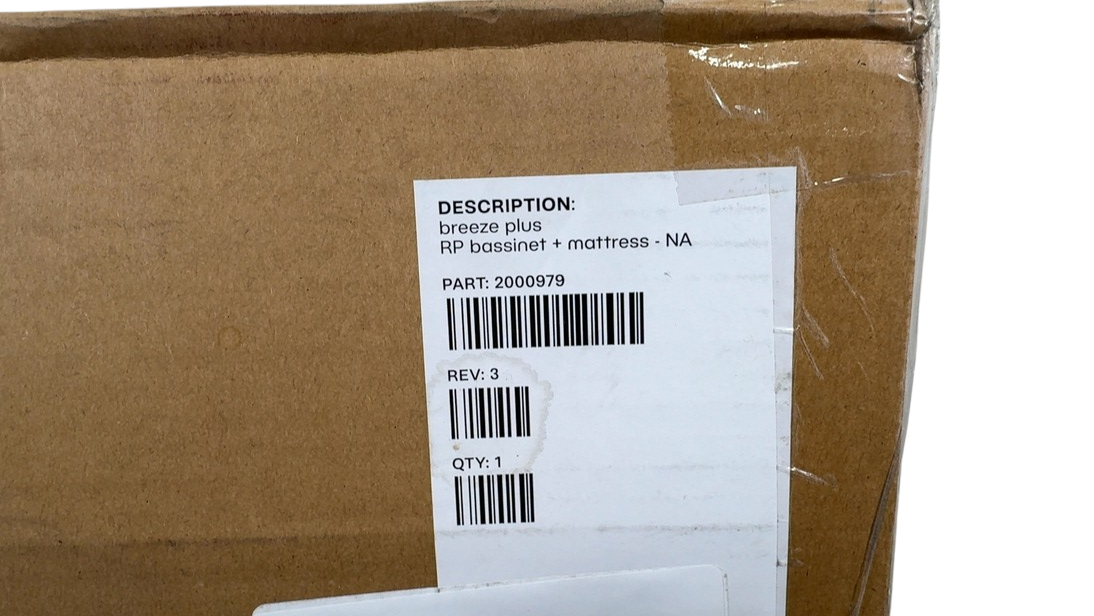 DESCRIPTION:
breeze plus
RP bassinet + mattress - NA
PART: 2000979
REV: 3
QTY: 1